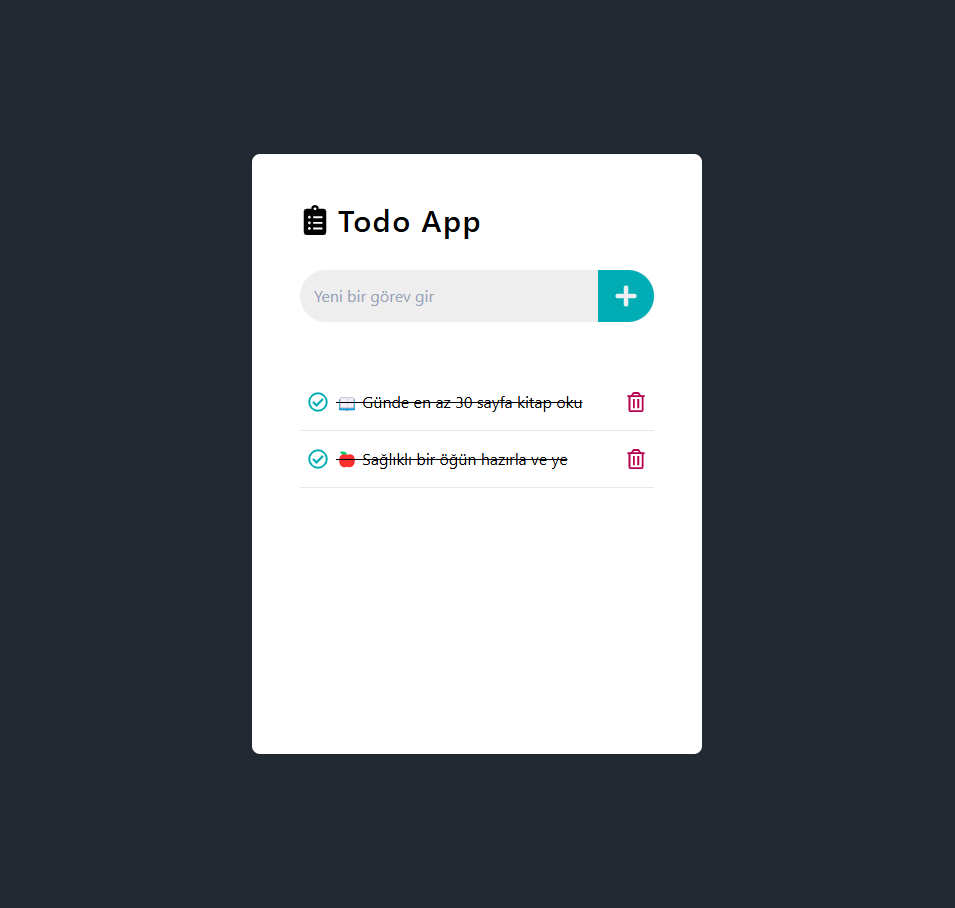 Todo App
Yeni bir görev gir
📖 Günde en az 30 sayfa kitap oku
🍎 Sağlıklı bir öğün hazırla ve ye